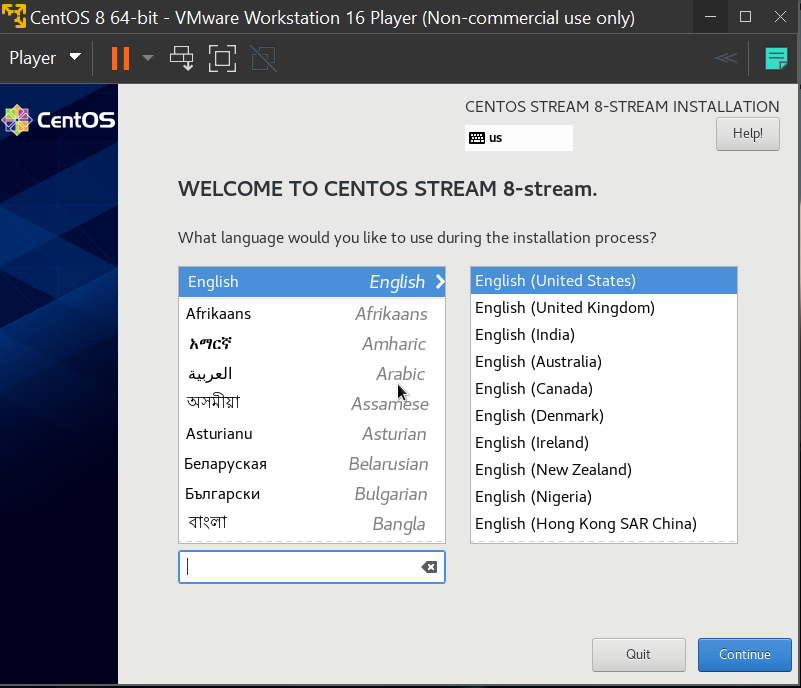 CentOS 8 64-bit - VMware Workstation 16 Player (Non-commercial use only)
Player
CentOS
CENTOS STREAM 8-STREAM INSTALLATION
us
Help!
WELCOME TO CENTOS STREAM 8-stream.
What language would you like to use during the installation process?
English English
Afrikaans Afrikaans
አማርኛ Amharic
العربية Arabic
অসমীয়া Assamese
Asturianu Asturian
Беларуская Belarusian
Български Bulgarian
বাংলা Bangla
English (United States)
English (United Kingdom)
English (India)
English (Australia)
English (Canada)
English (Denmark)
English (Ireland)
English (New Zealand)
English (Nigeria)
English (Hong Kong SAR China)
Quit
Continue